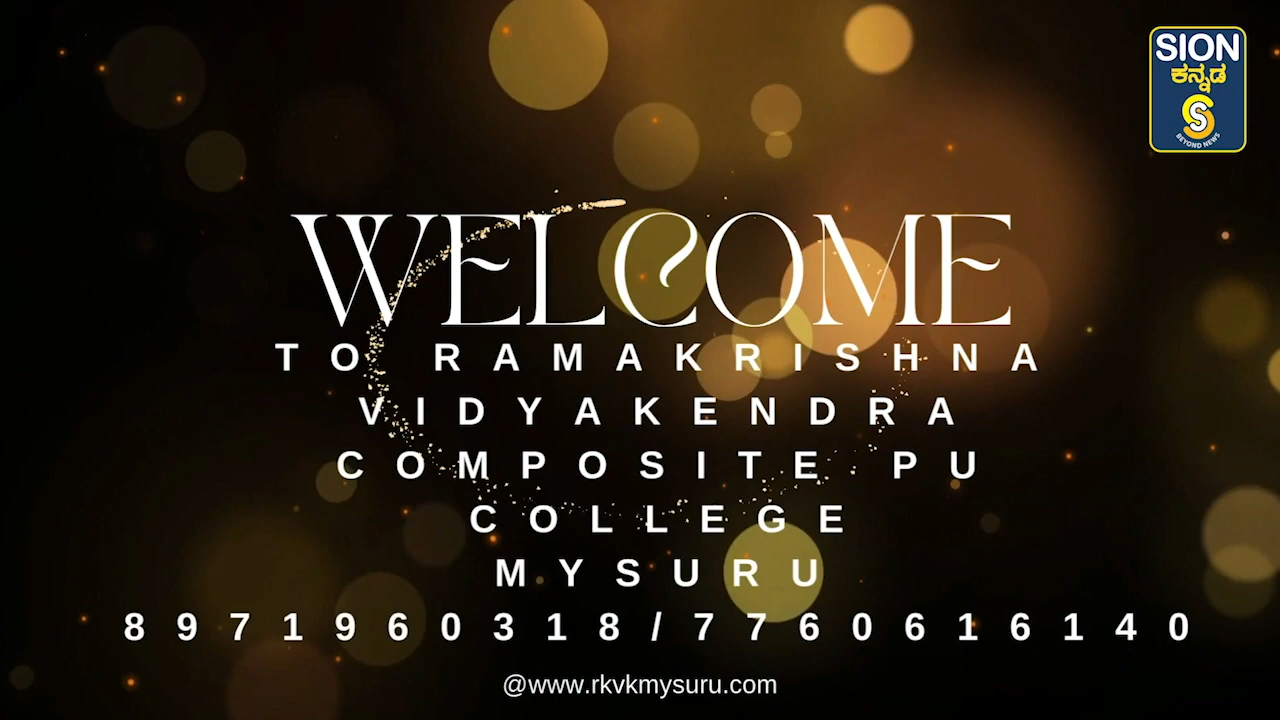 SION
ಕನ್ನಡ
S
BEYOND NEWS
WELCOME
TO RAMAKRISHNA
VIDYAKENDRA
COMPOSITE PU
COLLEGE
MYSURU
8971960318/7760616140
@www.rkvkmysuru.com